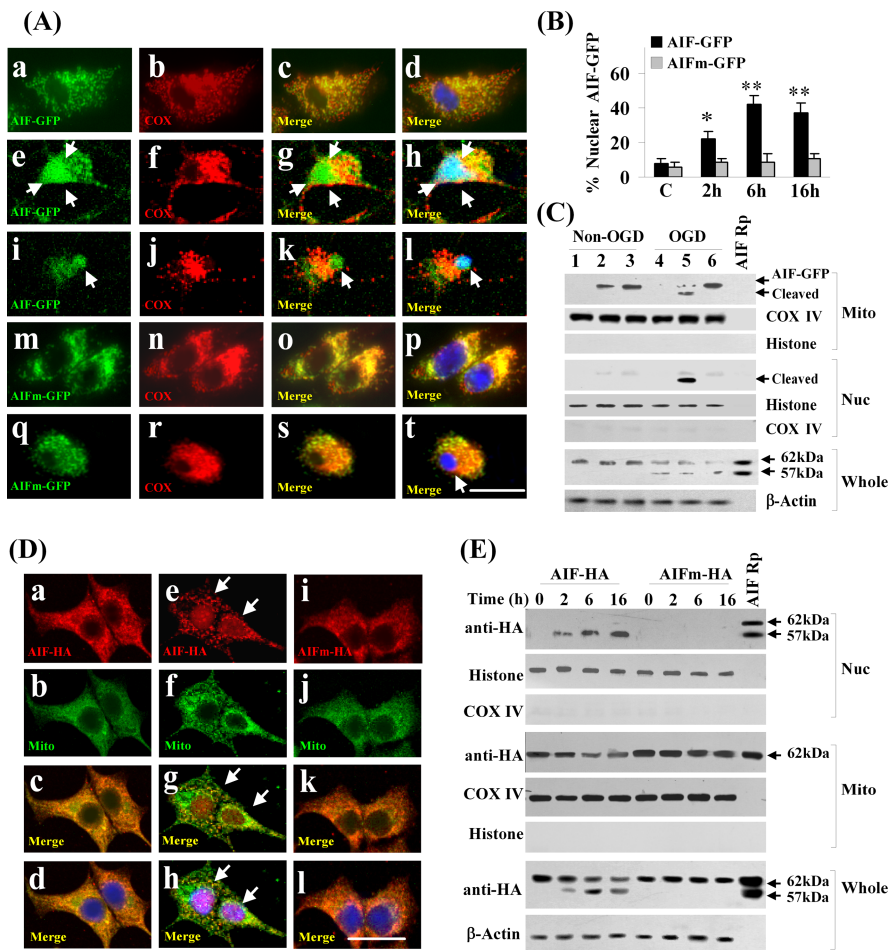 (A)
a
b
c
d
AIF-GFP
COX
Merge
Merge
e
f
g
h
AIF-GFP
COX
Merge
Merge
i
j
k
l
AIF-GFP
COX
Merge
Merge
m
n
o
p
AIFm-GFP
COX
Merge
Merge
q
r
s
t
AIFm-GFP
COX
Merge
Merge
(B)
AIF-GFP
AIFm-GFP
% Nuclear AIF-GFP
60
40
20
0
*
**
**
C 2h 6h 16h
(C)
Non-OGD OGD
1 2 3 4 5 6
AIF Rp
AIF-GFP
Cleaved
COX IV
Histone
Mito
Cleaved
Histone
COX IV
Nuc
62kDa
57kDa
β-Actin
Whole
(D)
a
e
i
AIF-HA
AIF-HA
AIFm-HA
b
f
j
Mito
Mito
Mito
c
g
k
Merge
Merge
Merge
d
h
l
Merge
Merge
Merge
(E)
AIF-HA AIFm-HA
AIF Rp
Time (h) 0 2 6 16 0 2 6 16
anti-HA
62kDa
57kDa
Histone
COX IV
Nuc
anti-HA
62kDa
COX IV
Histone
Mito
anti-HA
62kDa
57kDa
β-Actin
Whole